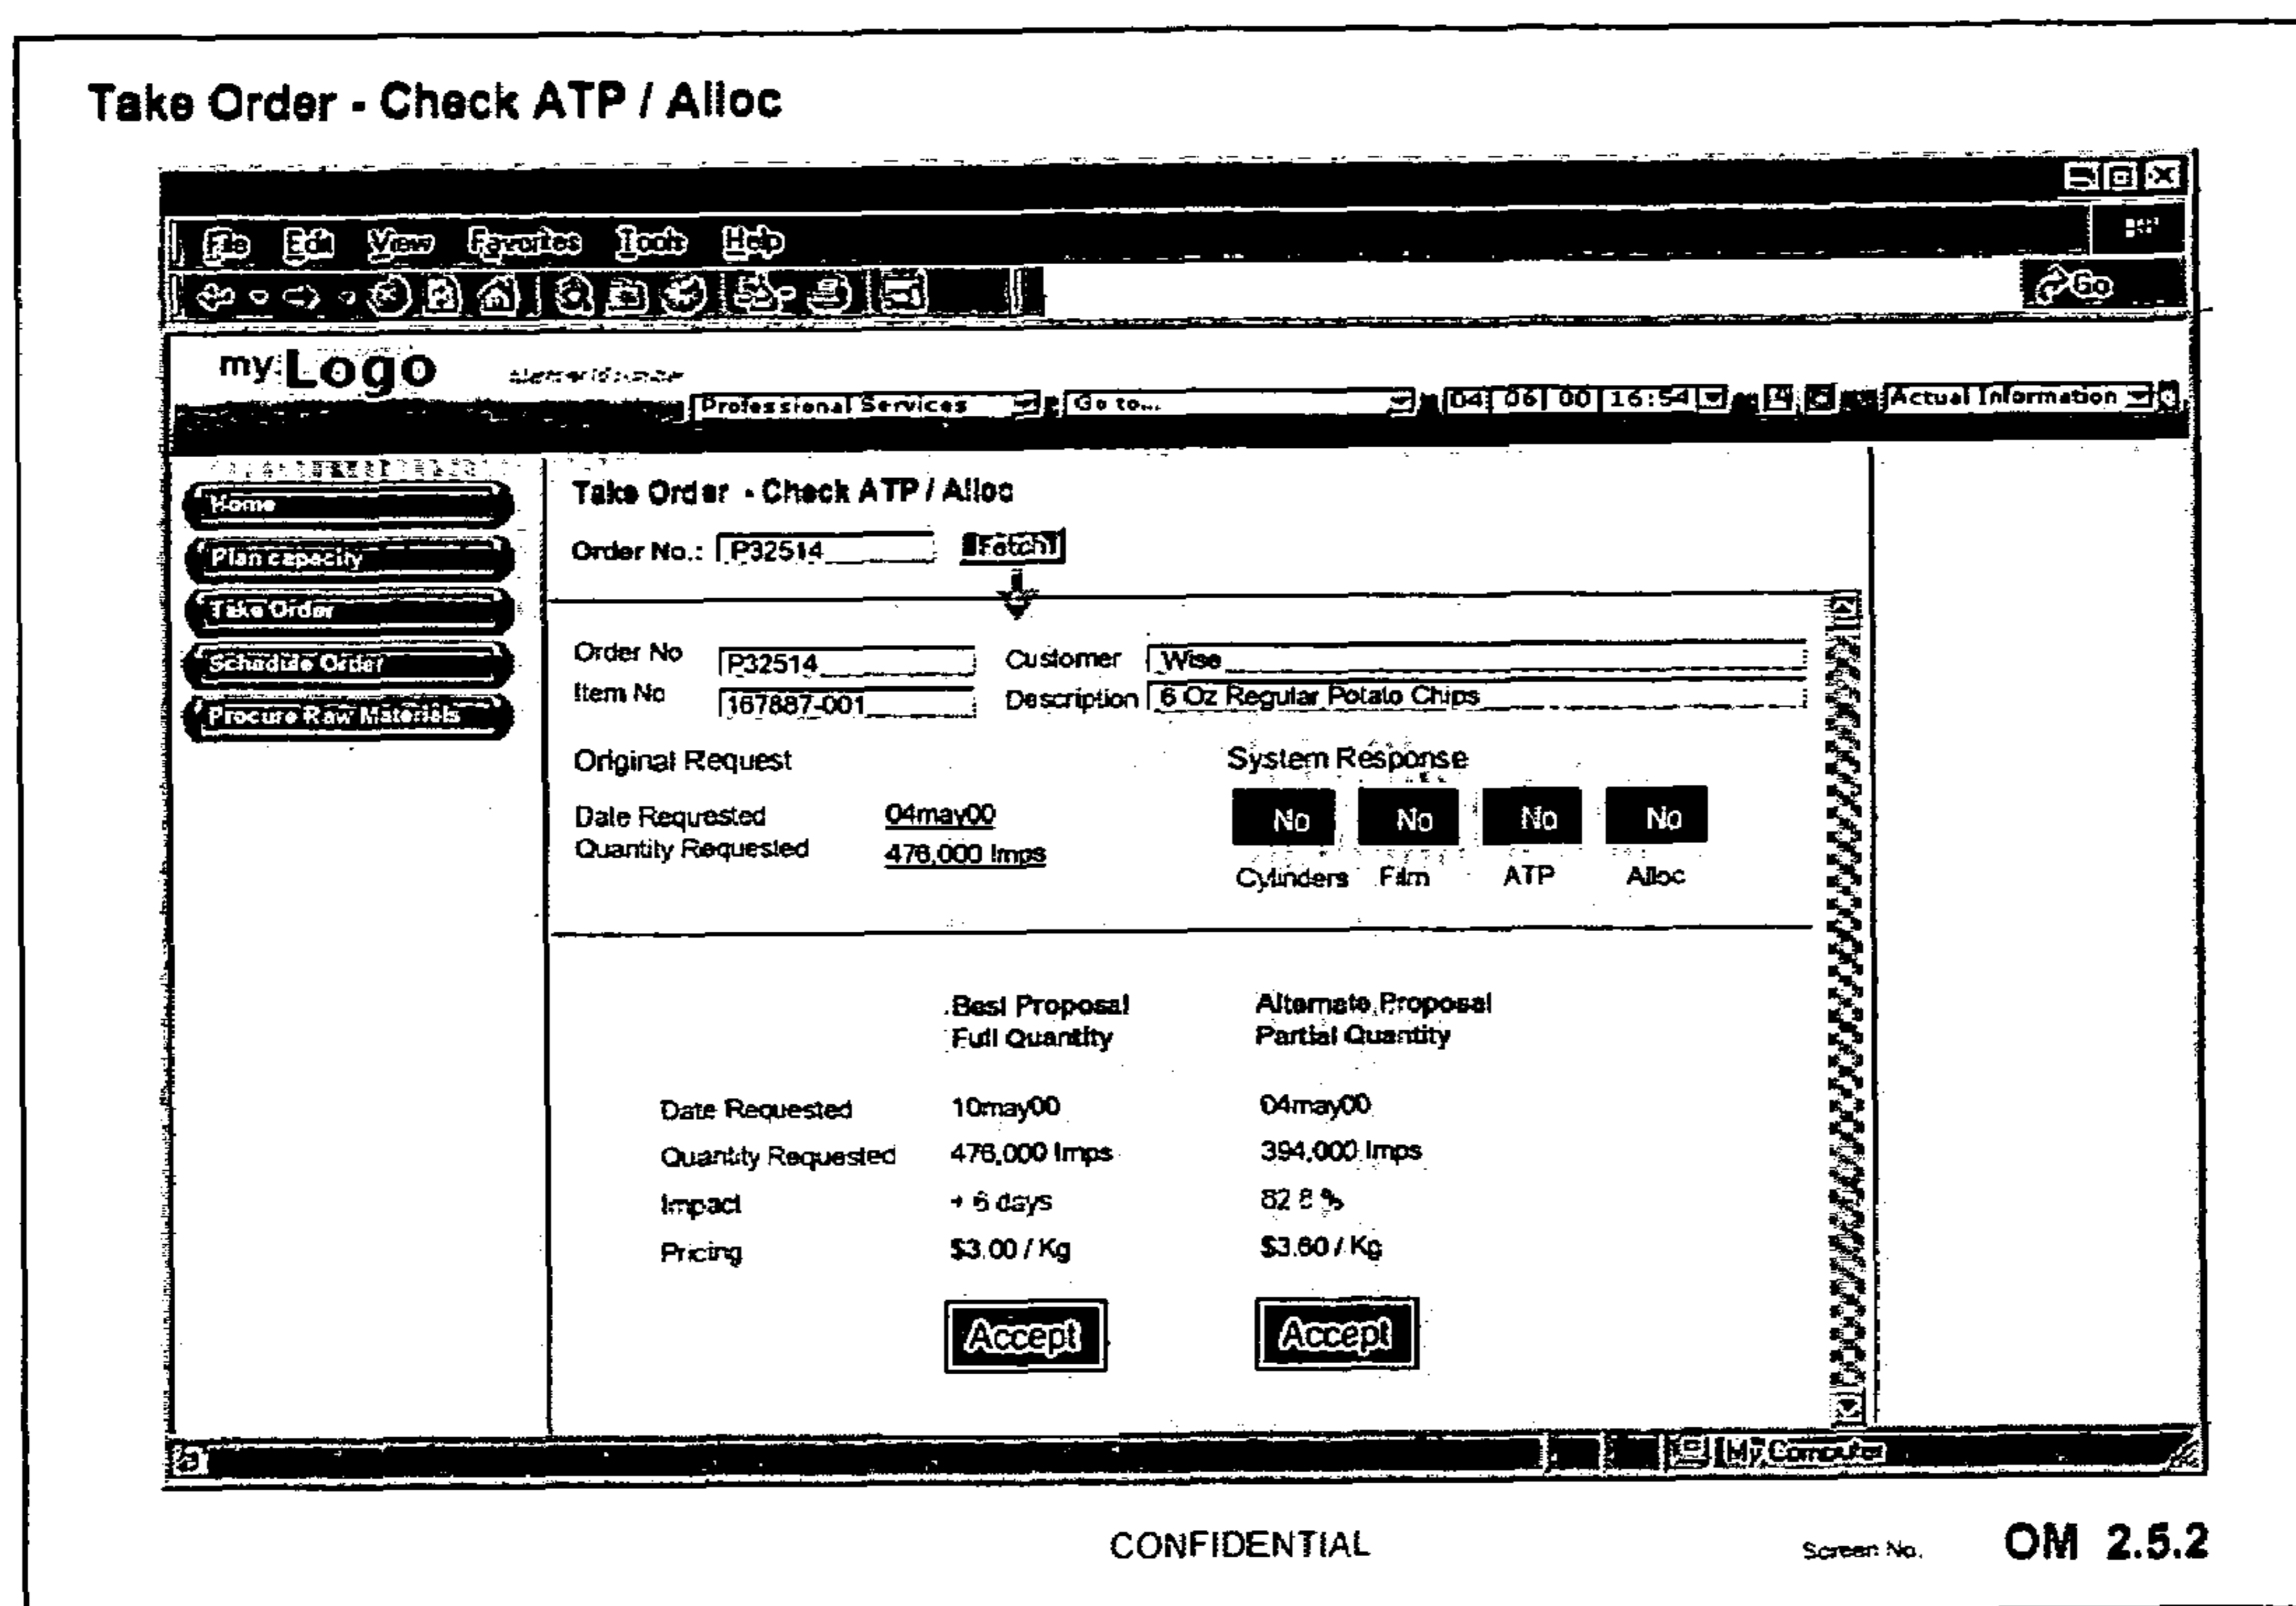 Take Order - Check ATP / Alloc
File Edit View Favorites Tools Help
Go
my Logo
Professional Services Go to... 04 06 00 16:54 Actual Information
Home
Plan capacity
Take Order
Schedule Order
Procure Raw Materials
Take Order - Check ATP / Alloc
Order No.: P32514 Fetch
Order No P32514 Customer Wise
Item No 167887-001 Description 6 Oz Regular Potato Chips
Original Request System Response
Date Requested 04may00
Quantity Requested 476,000 Imps
No No No No
Cylinders Film ATP Alloc
Best Proposal Alternate Proposal
Full Quantity Partial Quantity
Date Requested 10may00 04may00
Quantity Requested 476,000 Imps 394,000 Imps
Impact + 6 days 82 8 %
Pricing $3.00 / Kg $3.60 / Kg
Accept Accept
My Computer
CONFIDENTIAL
Screen No. OM 2.5.2